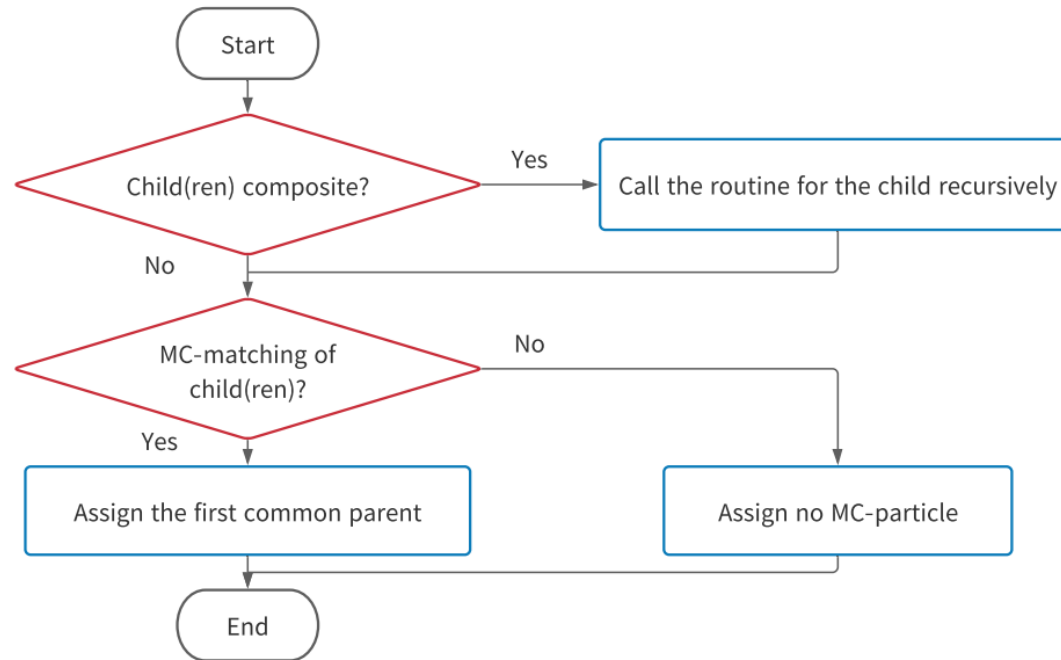 Start
Child(ren) composite?
Yes
Call the routine for the child recursively
No
MC-matching of
child(ren)?
No
Yes
Assign the first common parent
Assign no MC-particle
End